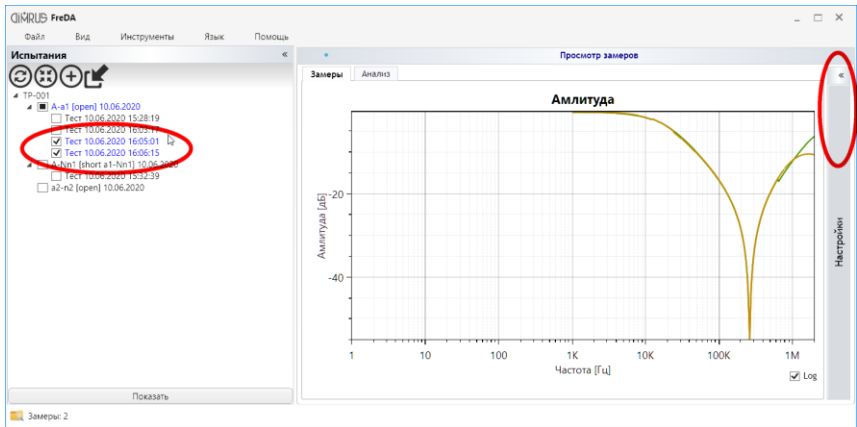 DIMRUS FreDA
Файл Вид Инструменты Язык Помощь
Испытания «
TP-001
A-a1 [open] 10.06.2020
Тест 10.06.2020 15:28:19
Тест 10.06.2020 16:03:17
Тест 10.06.2020 16:05:01
Тест 10.06.2020 16:06:15
A-Nn1 [short a1-Nn1] 10.06.2020
Тест 10.06.2020 15:32:39
a2-n2 [open] 10.06.2020
Показать
Замеры: 2
Просмотр замеров
Замеры Анализ
Амлитуда
Амлитуда [дБ]
-20
-40
1 10 100 1K 10K 100K 1M
Частота [Гц]
Log
«
Настройки